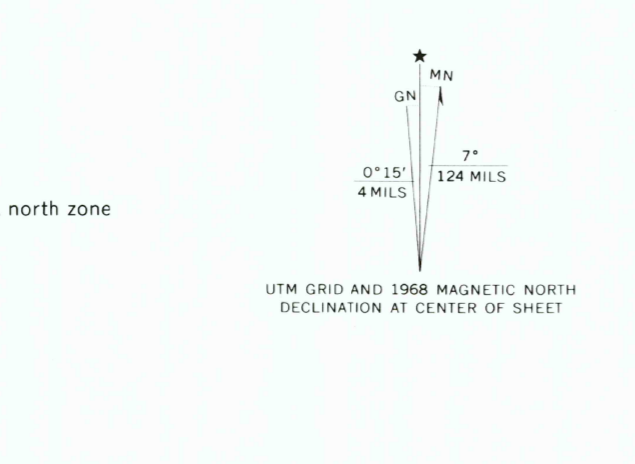 ★
MN
GN
7°
0°15'
124 MILS
4 MILS
north zone
UTM GRID AND 1968 MAGNETIC NORTH
DECLINATION AT CENTER OF SHEET